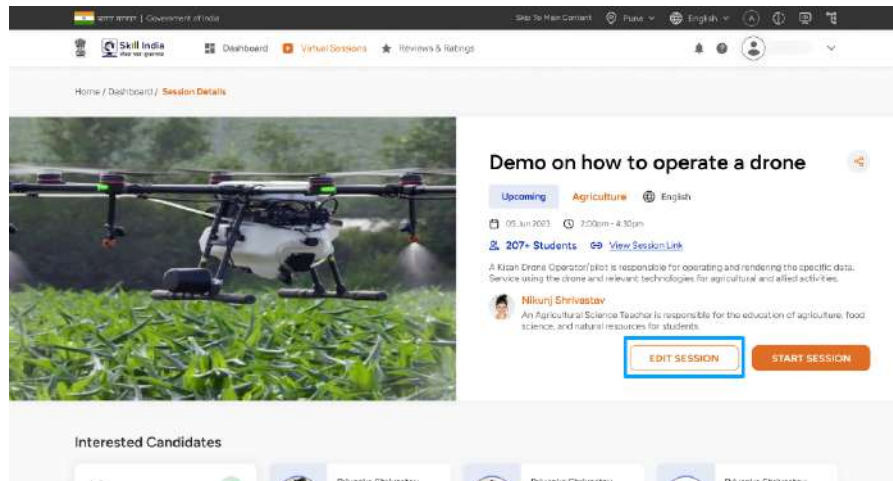 भारत सरकार | Government of India
Skip To Main Content Pune English A
Skill India
Dashboard Virtual Sessions Reviews & Ratings
Home / Dashboard / Session Details
Demo on how to operate a drone
Upcoming Agriculture English
05 Jun 2023 2:00pm - 4:30pm
207+ Students View Session Link
A Kisan Drone Operator/pilot is responsible for operating and rendering the specific data.
Service using the drone and relevant technologies for agricultural and allied activities.
Nikunj Shrivastav
An Agricultural Science Teacher is responsible for the education of agriculture, food
science, and natural resources for students.
EDIT SESSION START SESSION
Interested Candidates